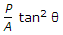 P/A tan² θ